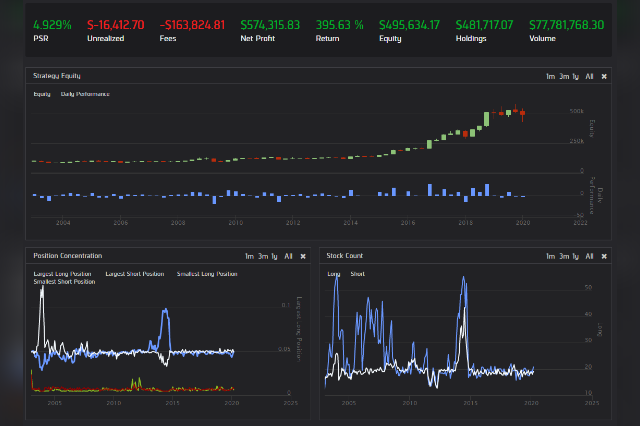 4.929% $-16,412.70 -$163,824.81 $574,315.83 395.63 % $495,634.17 $481,717.07 $77,781,768.30
PSR Unrealized Fees Net Profit Return Equity Holdings Volume
Strategy Equity 1m 3m 1y All ×
Equity Daily Performance
500k
250k
0
Equity
5
0
Daily Performance
2004 2006 2008 2010 2012 2014 2016 2018 2020 2022
Position Concentration 1m 3m 1y All ×
Largest Long Position Largest Short Position Smallest Long Position
Smallest Short Position
0.1
0.05
0
Largest Long Position
2005 2010 2015 2020 2025
Stock Count 1m 3m 1y All ×
Long Short
50
40
30
20
10
Long
2005 2010 2015 2020 2025